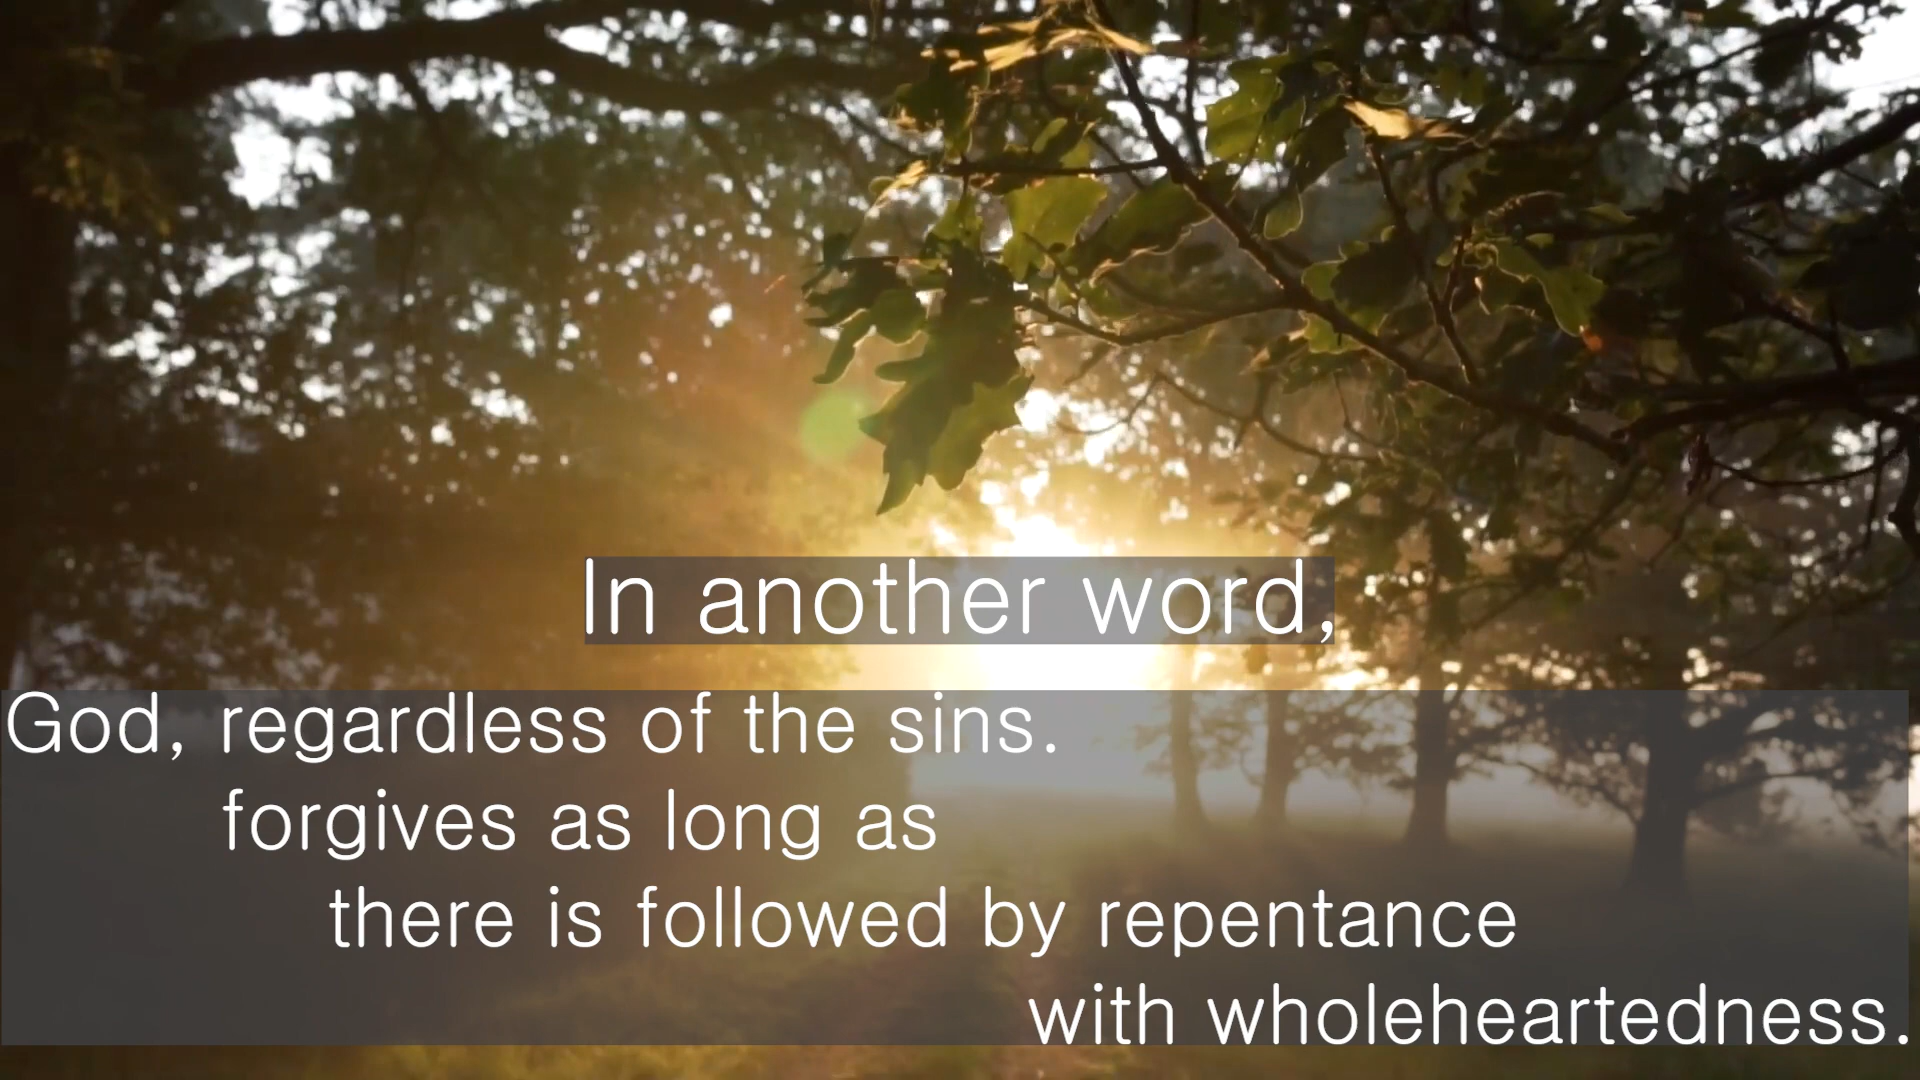 In another word,
God, regardless of the sins.
forgives as long as
there is followed by repentance
with wholeheartedness.